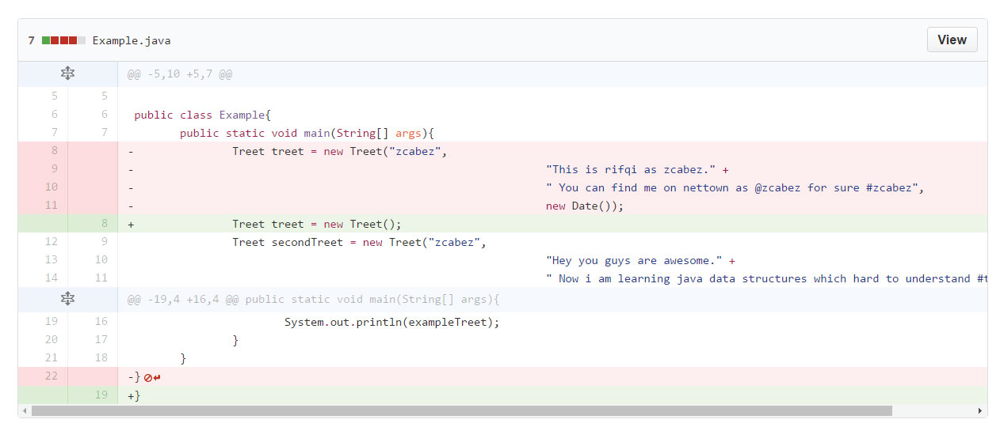 7 Example.java View
@@ -5,10 +5,7 @@
5 5
6 6 public class Example{
7 7 public static void main(String[] args){
8 - Treet treet = new Treet("zcabez",
9 - "This is rifqi as zcabez." +
10 - " You can find me on nettown as @zcabez for sure #zcabez",
11 - new Date());
8 + Treet treet = new Treet();
12 9 Treet secondTreet = new Treet("zcabez",
13 10 "Hey you guys are awesome." +
14 11 " Now i am learning java data structures which hard to understand #t
@@ -19,4 +16,4 @@ public static void main(String[] args){
19 16 System.out.println(exampleTreet);
20 17 }
21 18 }
22 -}
19 +}